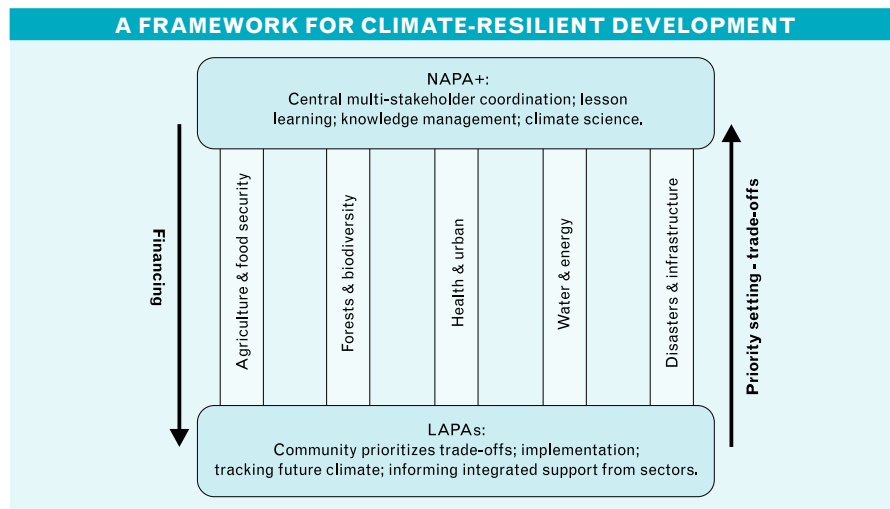 A FRAMEWORK FOR CLIMATE-RESILIENT DEVELOPMENT
NAPA+:
Central multi-stakeholder coordination; lesson
learning; knowledge management; climate science.
Financing
Agriculture & food security
Forests & biodiversity
Health & urban
Water & energy
Disasters & infrastructure
Priority setting - trade-offs
LAPAs:
Community prioritizes trade-offs; implementation;
tracking future climate; informing integrated support from sectors.